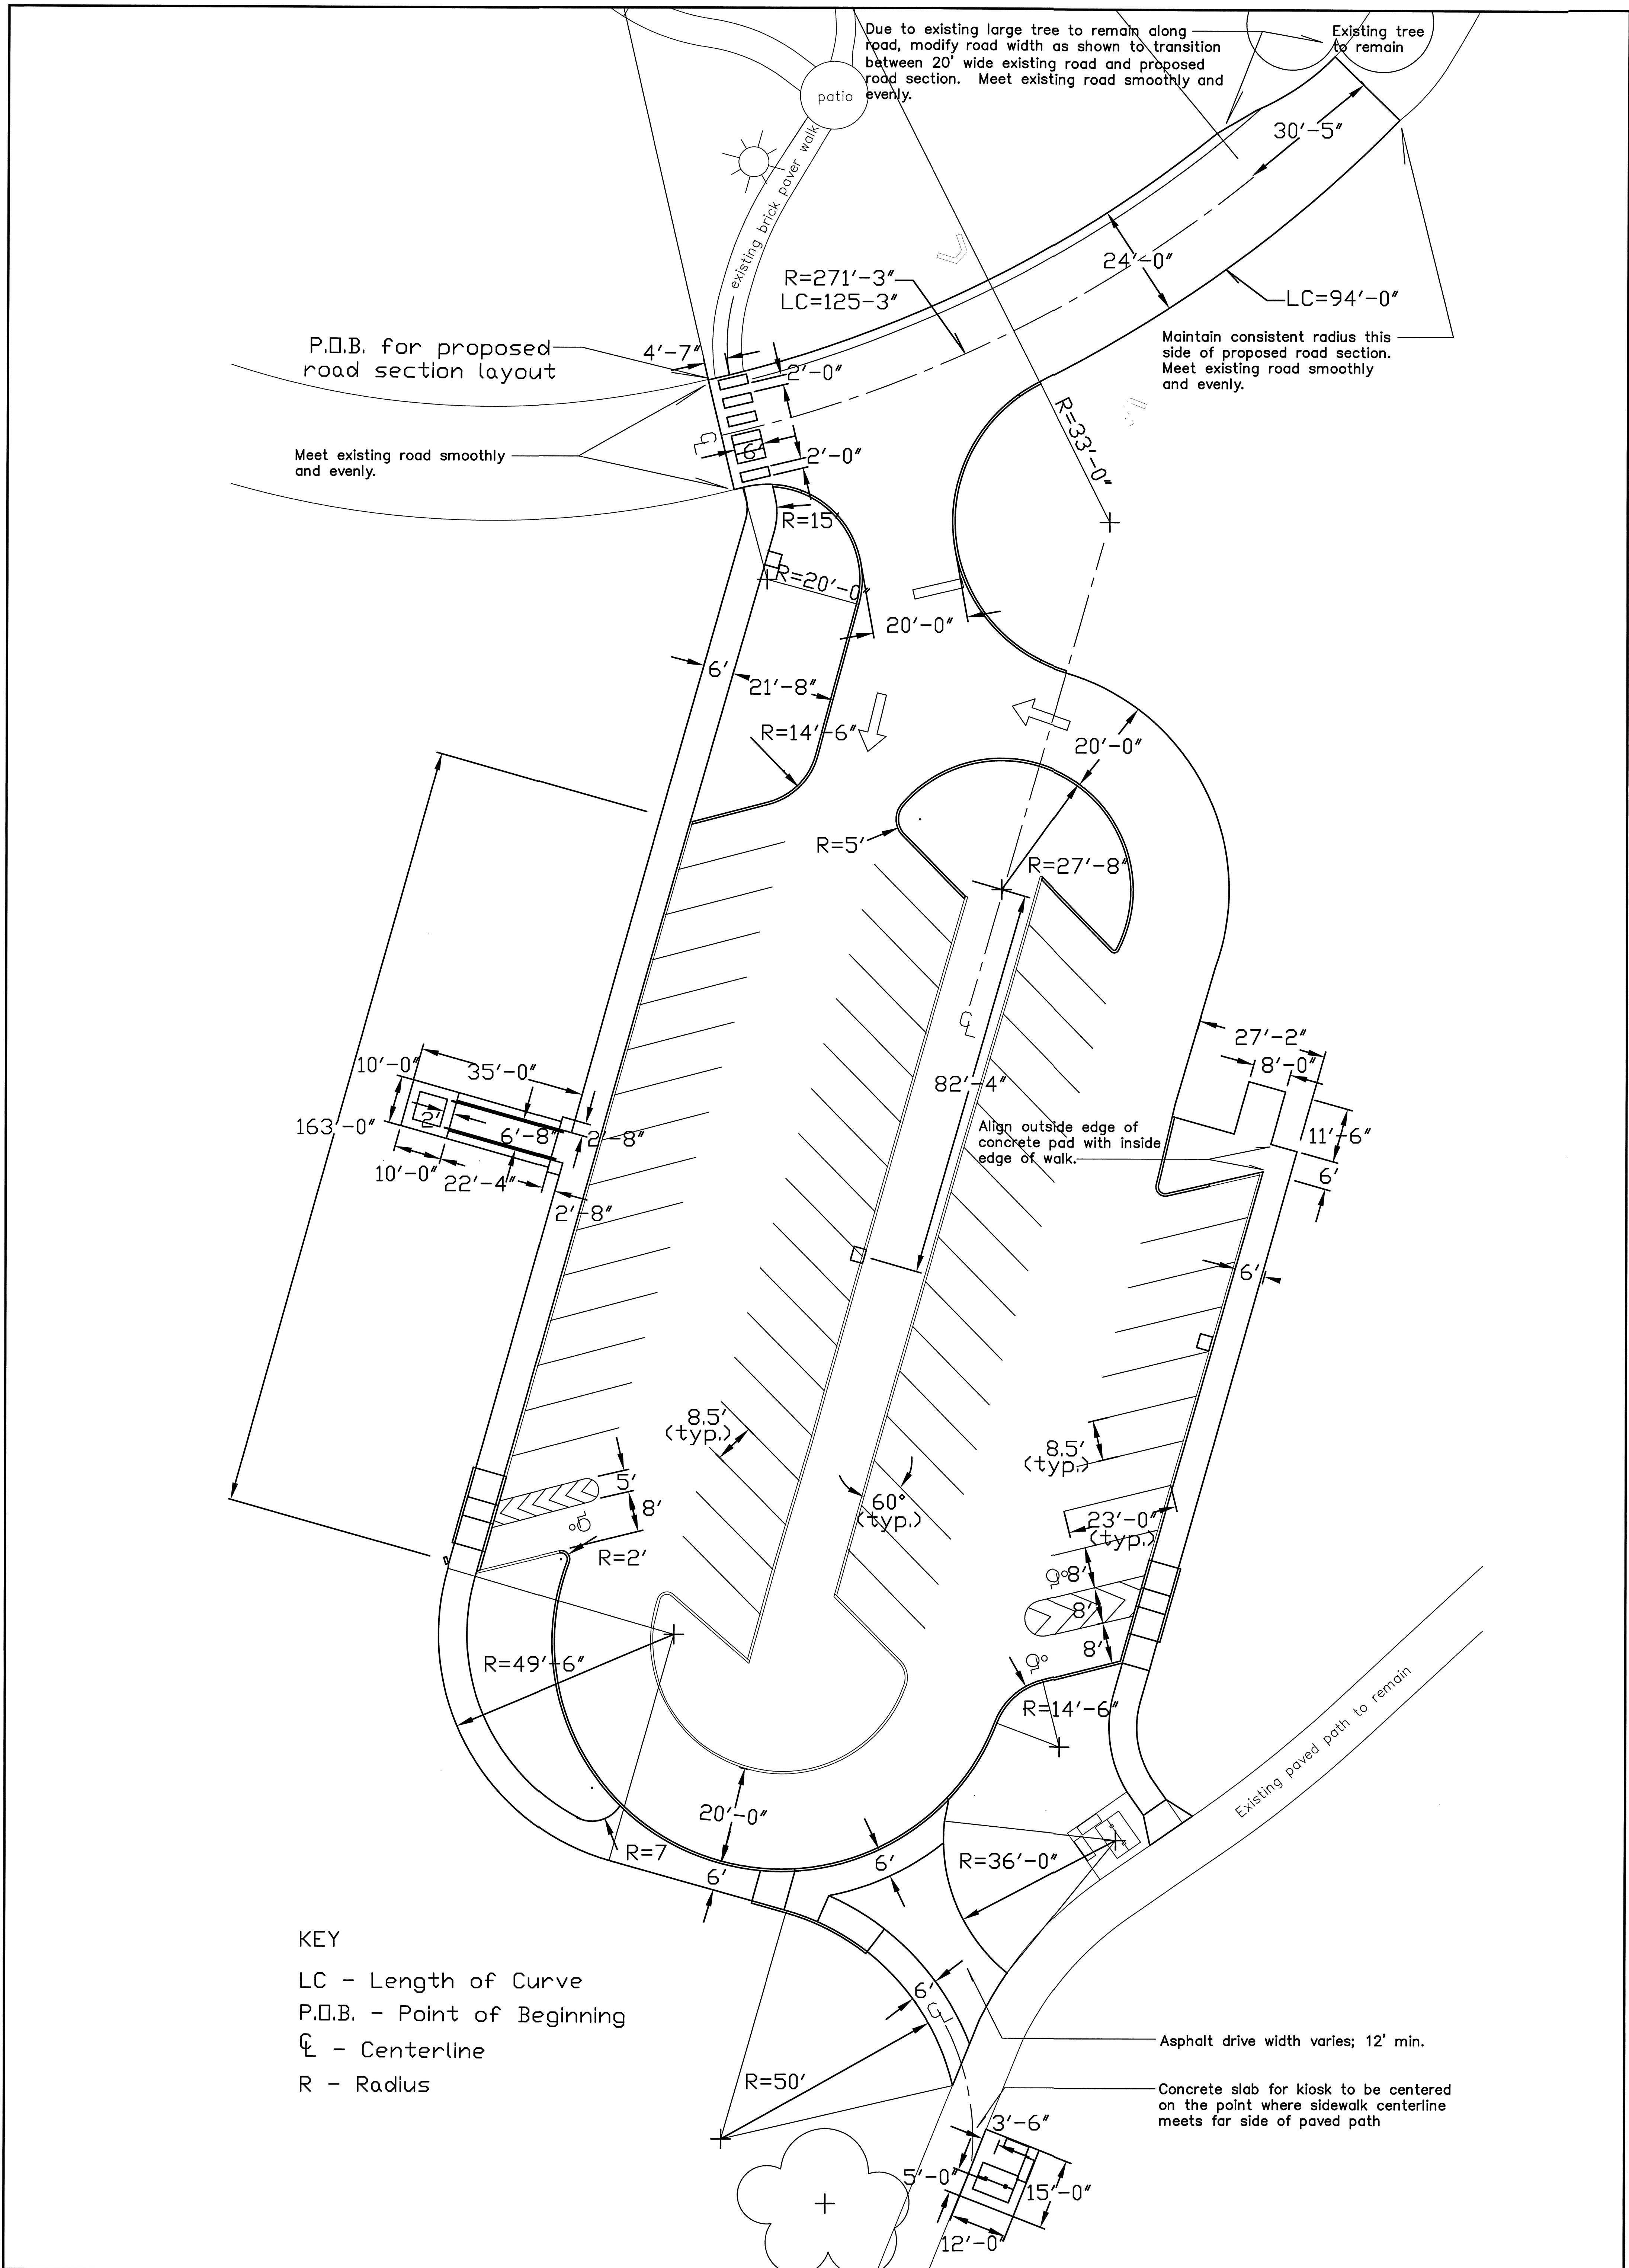 Due to existing large tree to remain along
road, modify road width as shown to transition
between 20' wide existing road and proposed
road section.  Meet existing road smoothly and
evenly.
Existing tree
to remain
patio
existing brick paver walk
30'-5"
24'-0"
R=271'-3"
LC=125-3"
LC=94'-0"
Maintain consistent radius this
side of proposed road section.
Meet existing road smoothly
and evenly.
P.O.B. for proposed
road section layout
4'-7"
2'-0"
Meet existing road smoothly
and evenly.
CL
6'
2'-0"
R=33'-0"
R=15'
R=20'-0"
20'-0"
6'
21'-8"
R=14'-6"
20'-0"
R=5'
R=27'-8"
CL
82'-4"
27'-2"
8'-0"
10'-0"
35'-0"
163'-0"
2'
6'-8"
2'-8"
10'-0"
22'-4"
2'-8"
Align outside edge of
concrete pad with inside
edge of walk.
11'-6"
6'
6'
8.5'
(typ.)
8.5'
(typ.)
5'
8'
60°
(typ.)
23'-0"
(typ.)
R=2'
8'
8'
8'
R=49'-6"
R=14'-6"
Existing paved path to remain
20'-0"
R=7
6'
6'
R=36'-0"
KEY
LC - Length of Curve
P.O.B. - Point of Beginning
CL - Centerline
R - Radius
6'
CL
R=50'
Asphalt drive width varies; 12' min.
Concrete slab for kiosk to be centered
on the point where sidewalk centerline
meets far side of paved path
3'-6"
5'-0"
15'-0"
12'-0"